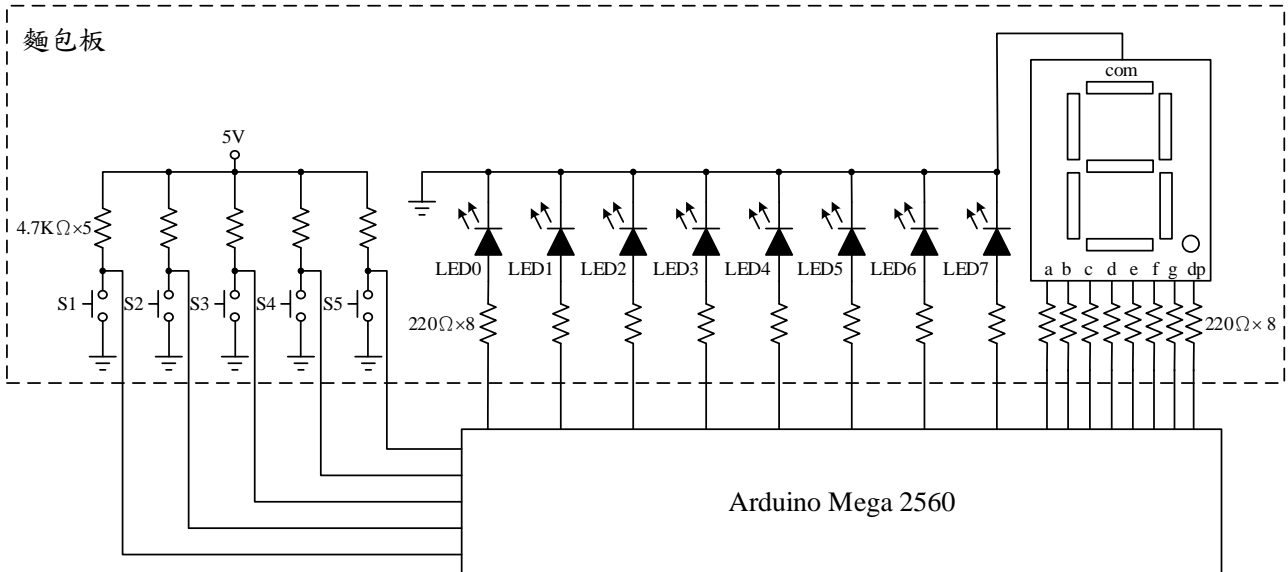 麵包板
com
5V
4.7KΩ×5
LED0 LED1 LED2 LED3 LED4 LED5 LED6 LED7
a b c d e f g dp
S1 S2 S3 S4 S5
220Ω×8
220Ω×8
Arduino Mega 2560